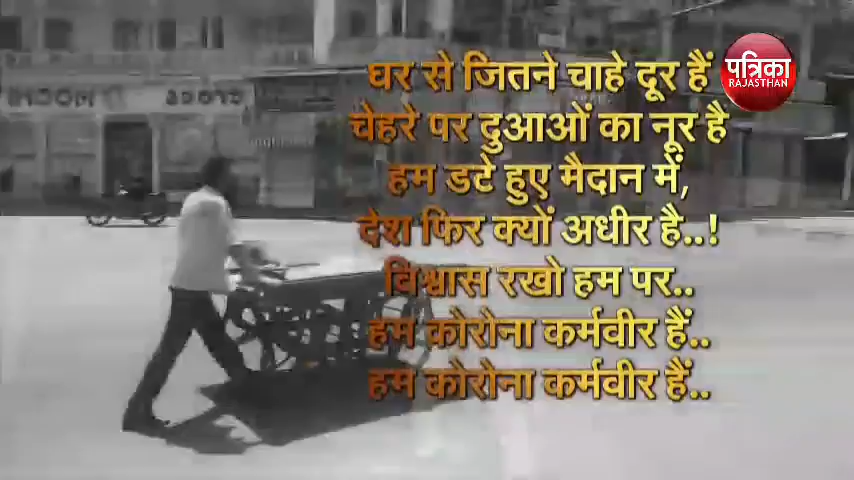 घर से जितने चाहे दूर हैं
चेहरे पर दुआओं का नूर है
हम डटे हुए मैदान में,
देश फिर क्यों अधीर है..!
विश्वास रखो हम पर..
हम कोरोना कर्मवीर हैं..
हम कोरोना कर्मवीर हैं..
पत्रिका
RAJASTHAN